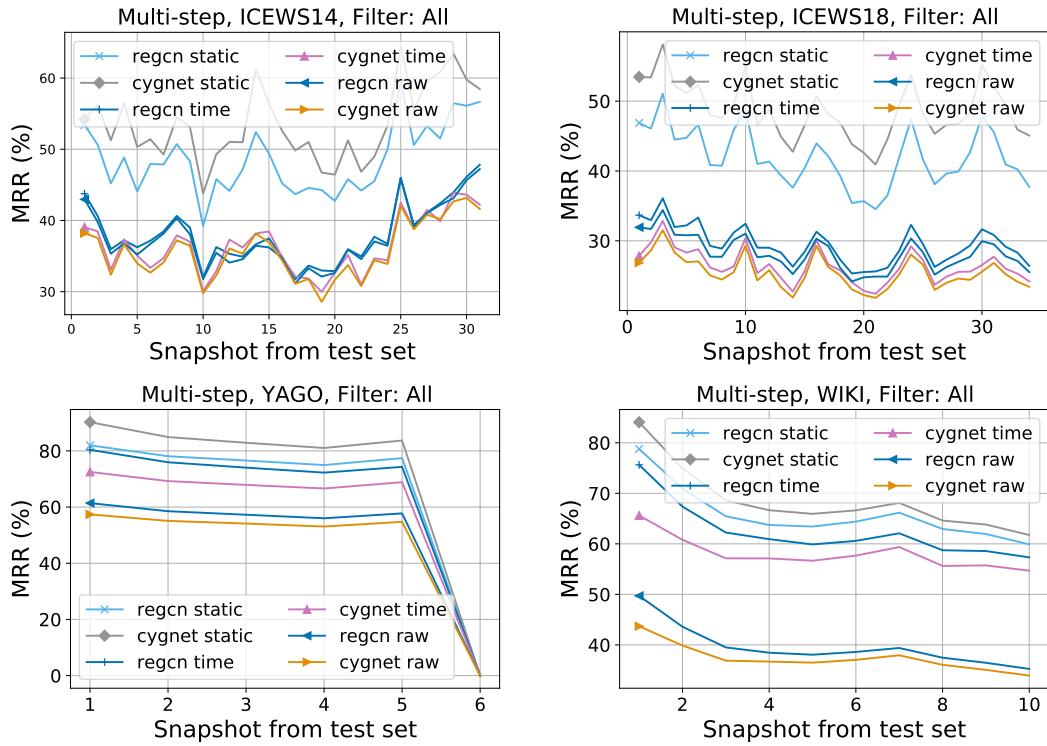 Multi-step, ICEWS14, Filter: All
MRR (%)
60
50
40
30
regcn static
cygnet static
regcn time
cygnet time
regcn raw
cygnet raw
0 5 10 15 20 25 30
Snapshot from test set
Multi-step, ICEWS18, Filter: All
MRR (%)
50
40
30
regcn static
cygnet static
regcn time
cygnet time
regcn raw
cygnet raw
0 10 20 30
Snapshot from test set
Multi-step, YAGO, Filter: All
MRR (%)
80
60
40
20
0
regcn static
cygnet static
regcn time
cygnet time
regcn raw
cygnet raw
1 2 3 4 5 6
Snapshot from test set
Multi-step, WIKI, Filter: All
MRR (%)
80
70
60
50
40
regcn static
cygnet static
regcn time
cygnet time
regcn raw
cygnet raw
2 4 6 8 10
Snapshot from test set